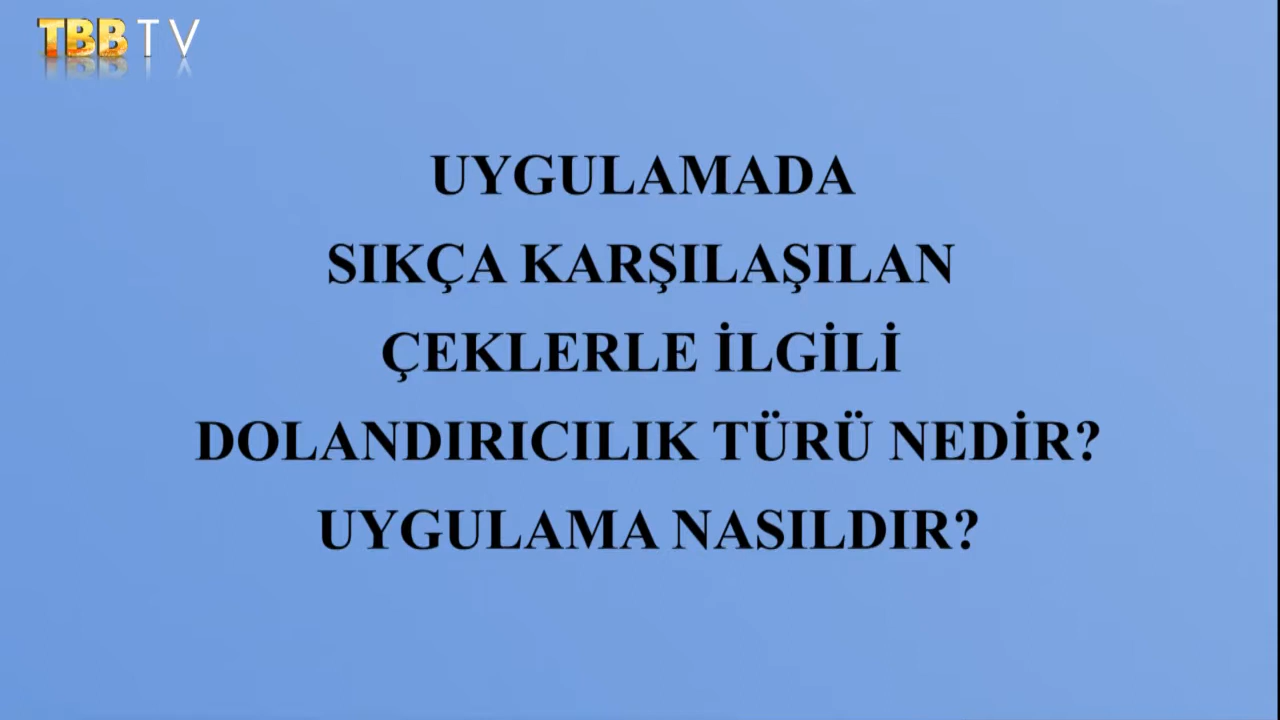 TBB TV
UYGULAMADA
SIKÇA KARŞILAŞILAN
ÇEKLERLE İLGİLİ
DOLANDIRICILIK TÜRÜ NEDİR?
UYGULAMA NASILDIR?